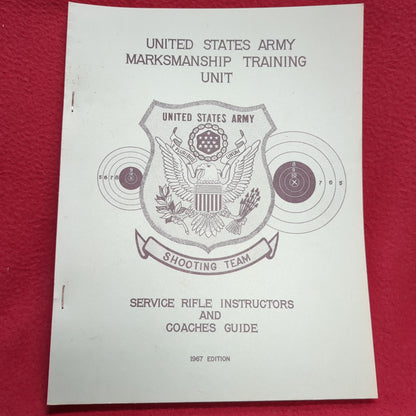 UNITED STATES ARMY
MARKSMANSHIP TRAINING
UNIT
UNITED STATES ARMY
SHOOTING TEAM
SERVICE RIFLE INSTRUCTORS
AND
COACHES GUIDE
1967 EDITION